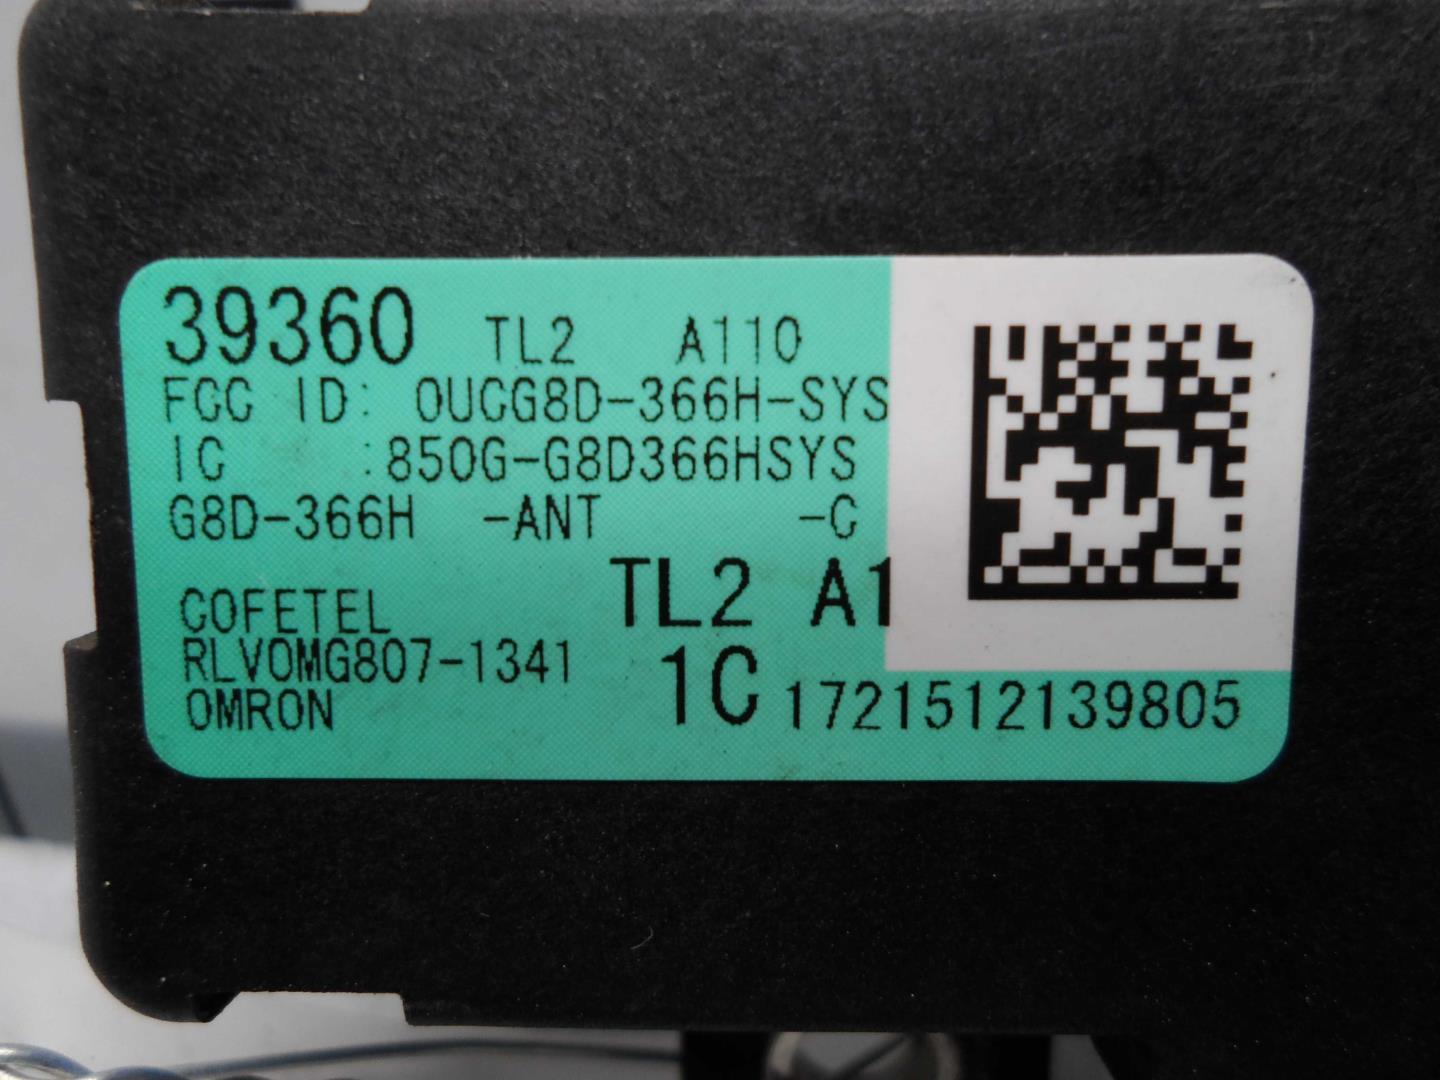 39360 TL2 A110
FCC ID: OUCG8D-366H-SYS
IC :850G-G8D366HSYS
G8D-366H -ANT -C
TL2 A1
COFETEL
RLVOMG807-1341
1C 1721512139805
OMRON